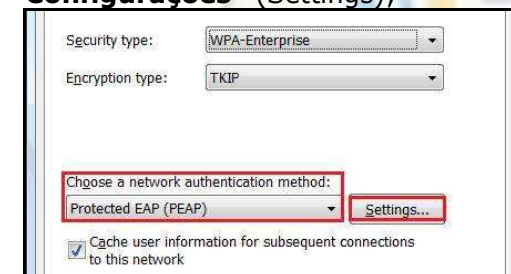 Configurações" (Settings);
Security type: WPA-Enterprise
Encryption type: TKIP
Choose a network authentication method:
Protected EAP (PEAP) Settings...
Cache user information for subsequent connections
to this network